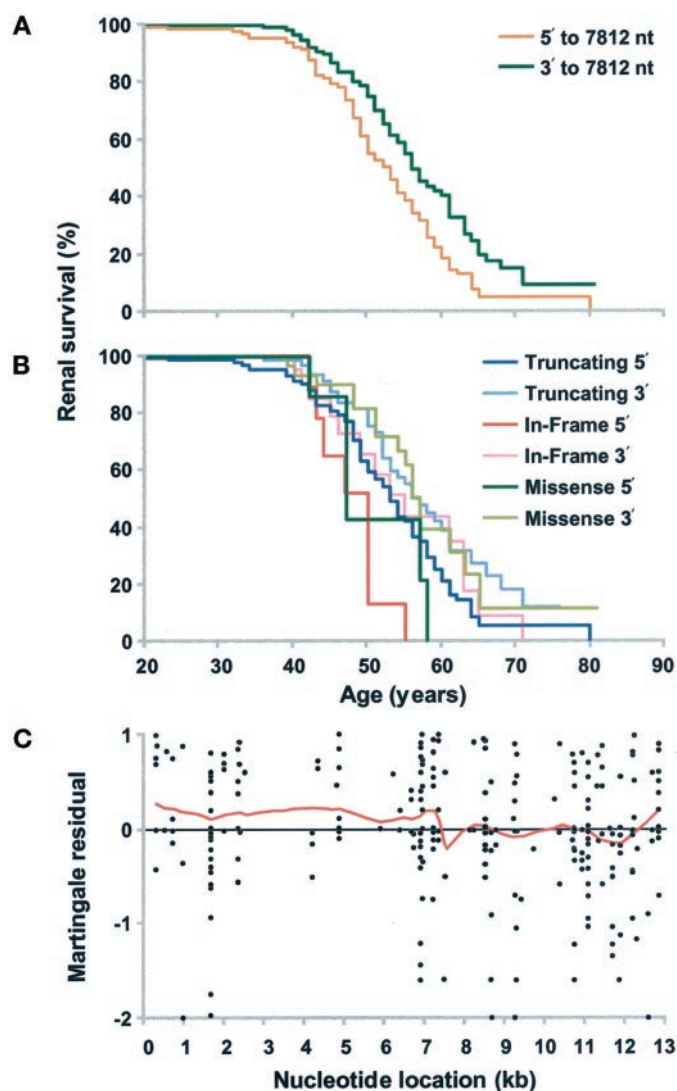 A
100
80
60
40
20
0
5′ to 7812 nt
3′ to 7812 nt
Renal survival (%)
B
100
80
60
40
20
0
Truncating 5′
Truncating 3′
In-Frame 5′
In-Frame 3′
Missense 5′
Missense 3′
20 30 40 50 60 70 80 90
Age (years)
C
1
0
-1
-2
Martingale residual
0 1 2 3 4 5 6 7 8 9 10 11 12 13
Nucleotide location (kb)